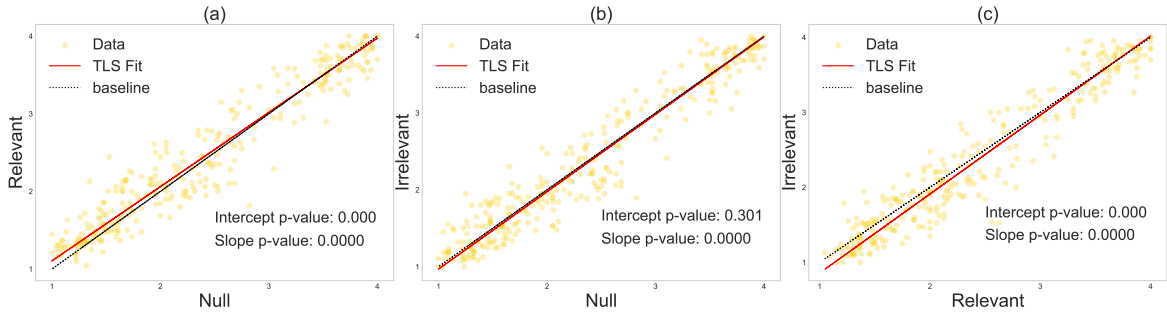 (a)
Data
TLS Fit
baseline
Intercept p-value: 0.000
Slope p-value: 0.0000
4
3
2
1
1
2
3
4
Relevant
Null
(b)
Data
TLS Fit
baseline
Intercept p-value: 0.301
Slope p-value: 0.0000
4
3
2
1
1
2
3
4
Irrelevant
Null
(c)
Data
TLS Fit
baseline
Intercept p-value: 0.000
Slope p-value: 0.0000
4
3
2
1
1
2
3
4
Irrelevant
Relevant